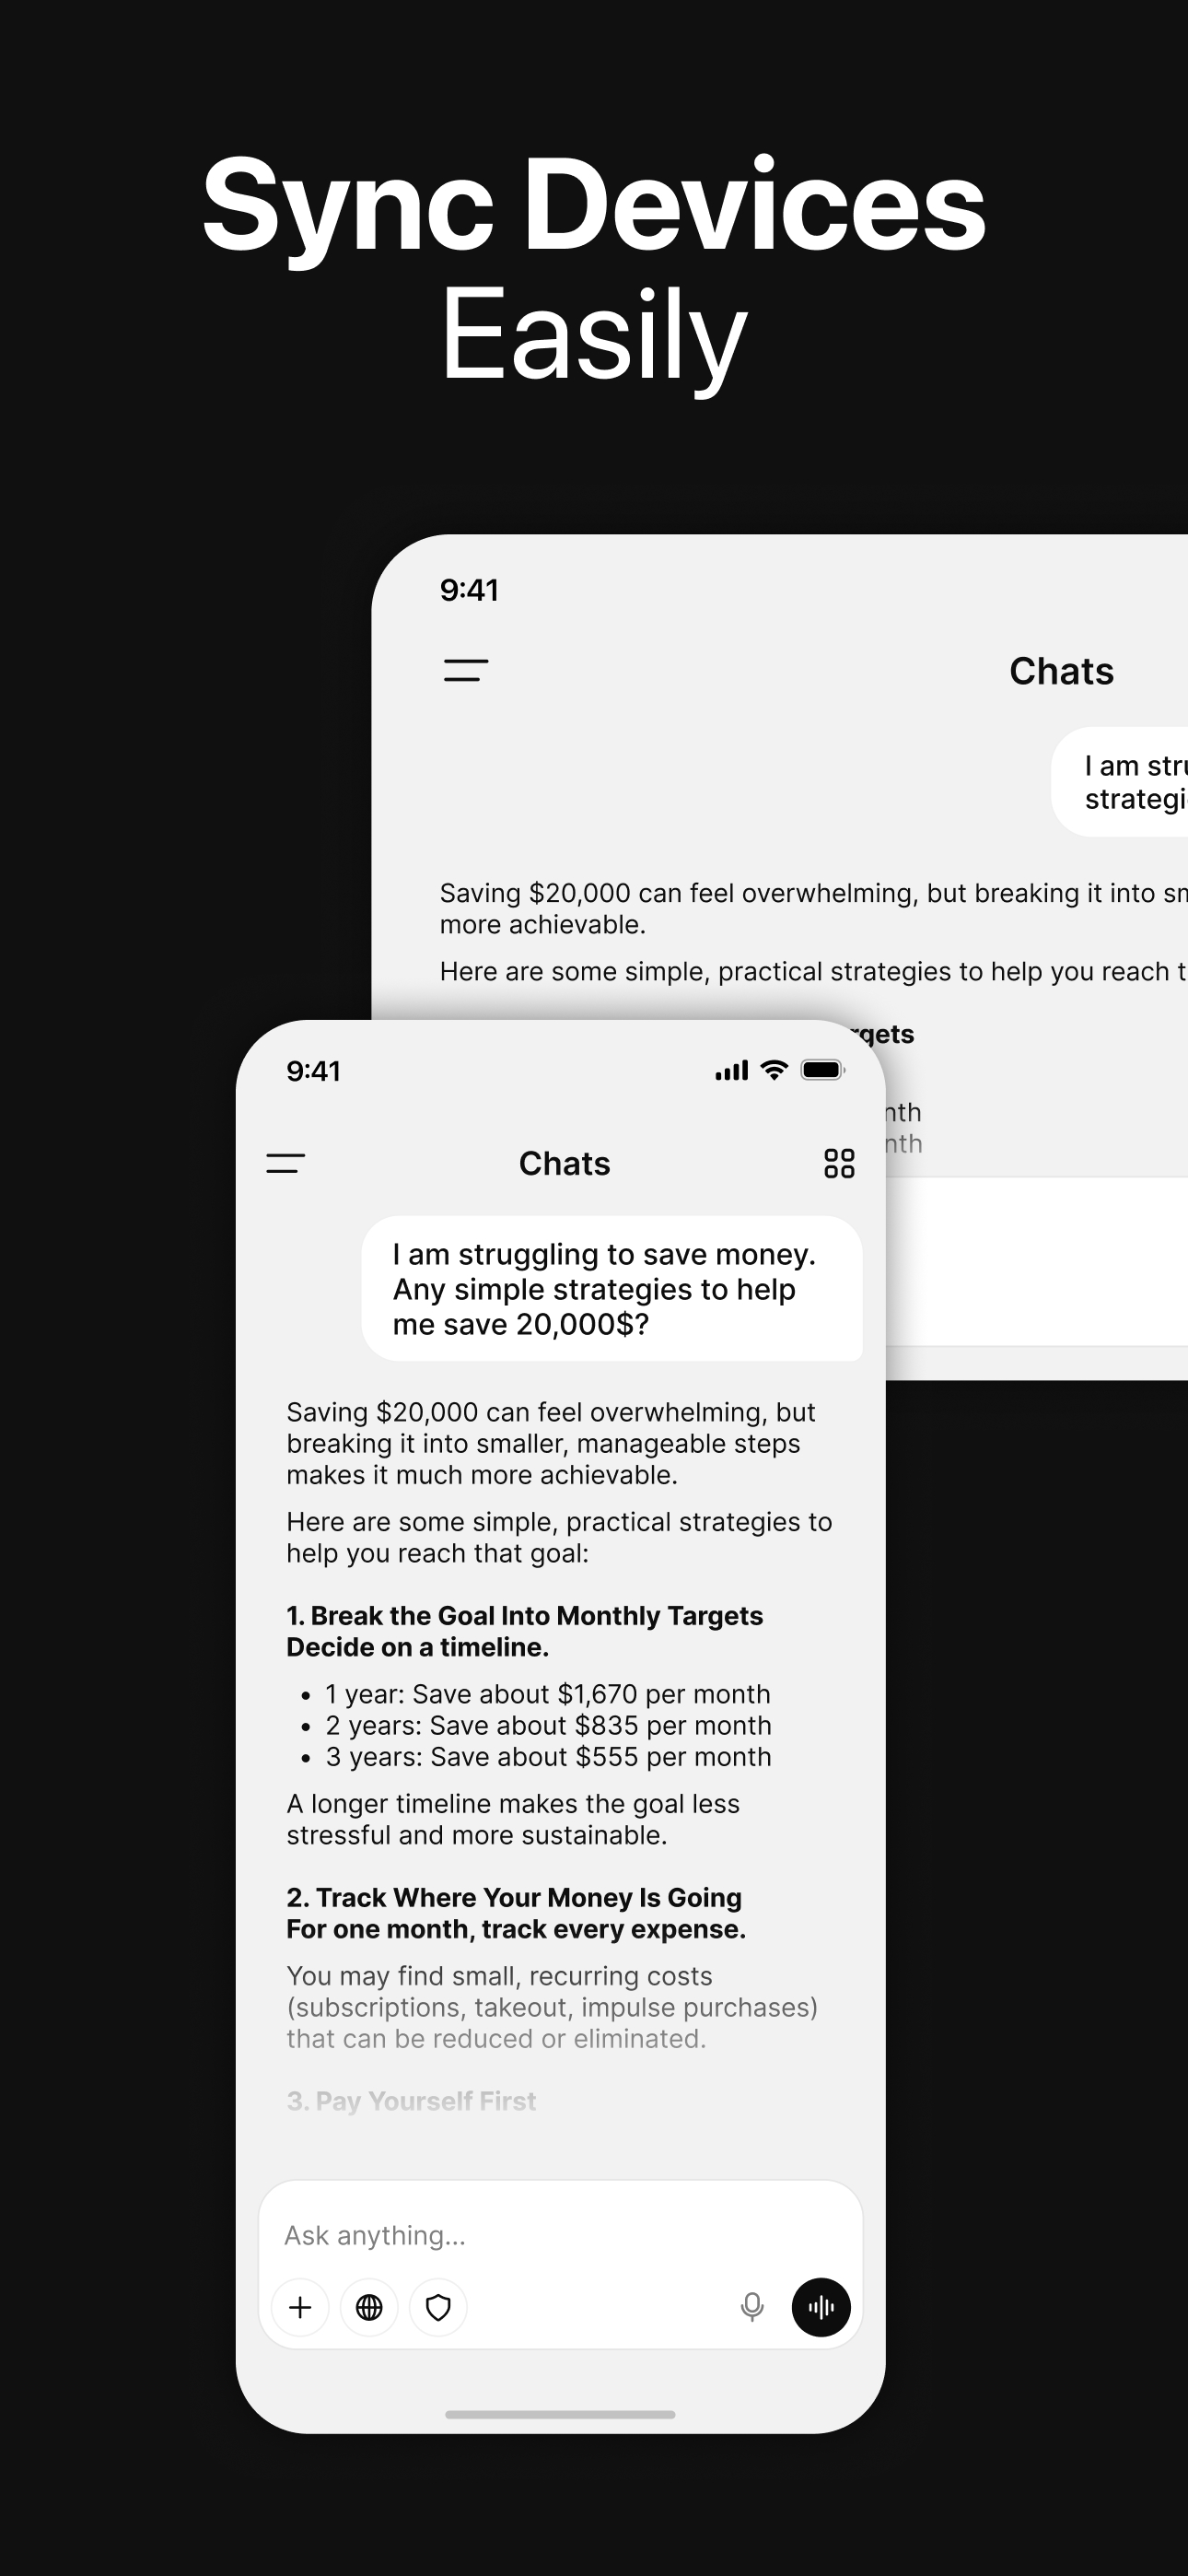 Sync Devices
Easily
9:41
Chats
I am
Saving $20,000 can feel overwhelming, but breaking it into
more achievable.
Here are some simple, practical strategies to help you reach
9:41
Chats
I am struggling to save money.
Any simple strategies to help
me save 20,000$?
Saving $20,000 can feel overwhelming, but
breaking it into smaller, manageable steps
makes it much more achievable.
Here are some simple, practical strategies to
help you reach that goal:
1. Break the Goal Into Monthly Targets
Decide on a timeline.
• 1 year: Save about $1,670 per month
• 2 years: Save about $835 per month
• 3 years: Save about $555 per month
A longer timeline makes the goal less
stressful and more sustainable.
2. Track Where Your Money Is Going
For one month, track every expense.
You may find small, recurring costs
(subscriptions, takeout, impulse purchases)
that can be reduced or eliminated.
3. Pay Yourself First
Ask anything...